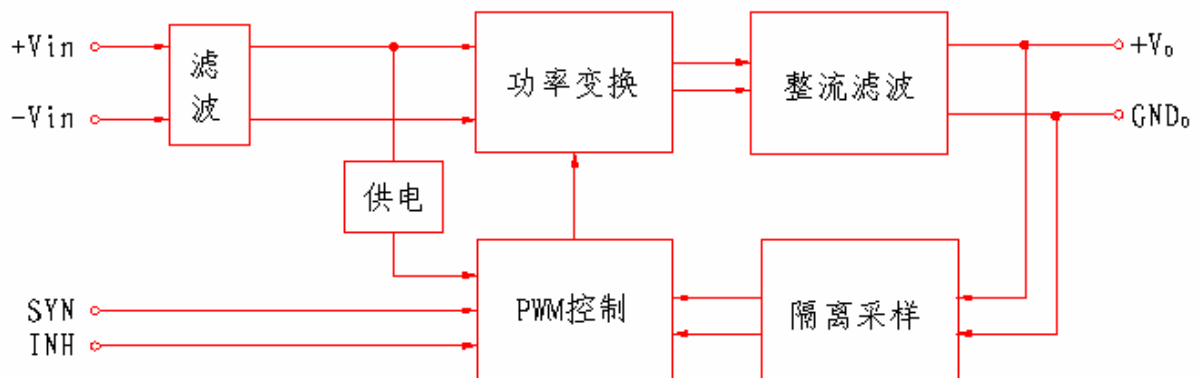 +Vin
滤
波
功率变换
整流滤波
+Vo
-Vin
GNDo
供电
SYN
PWM控制
隔离采样
INH